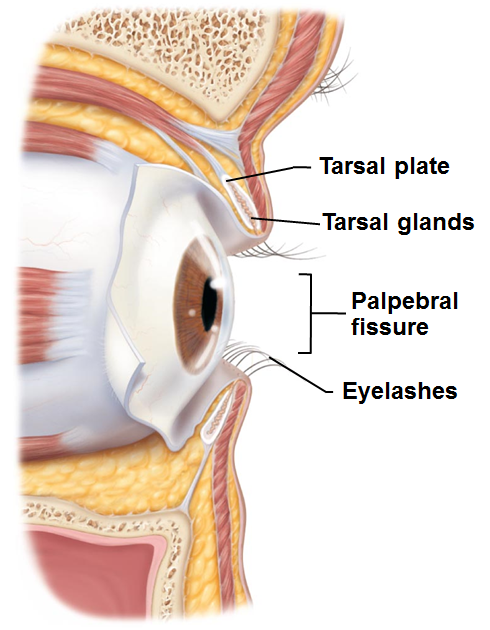 Tarsal plate
Tarsal glands
Palpebral
fissure
Eyelashes